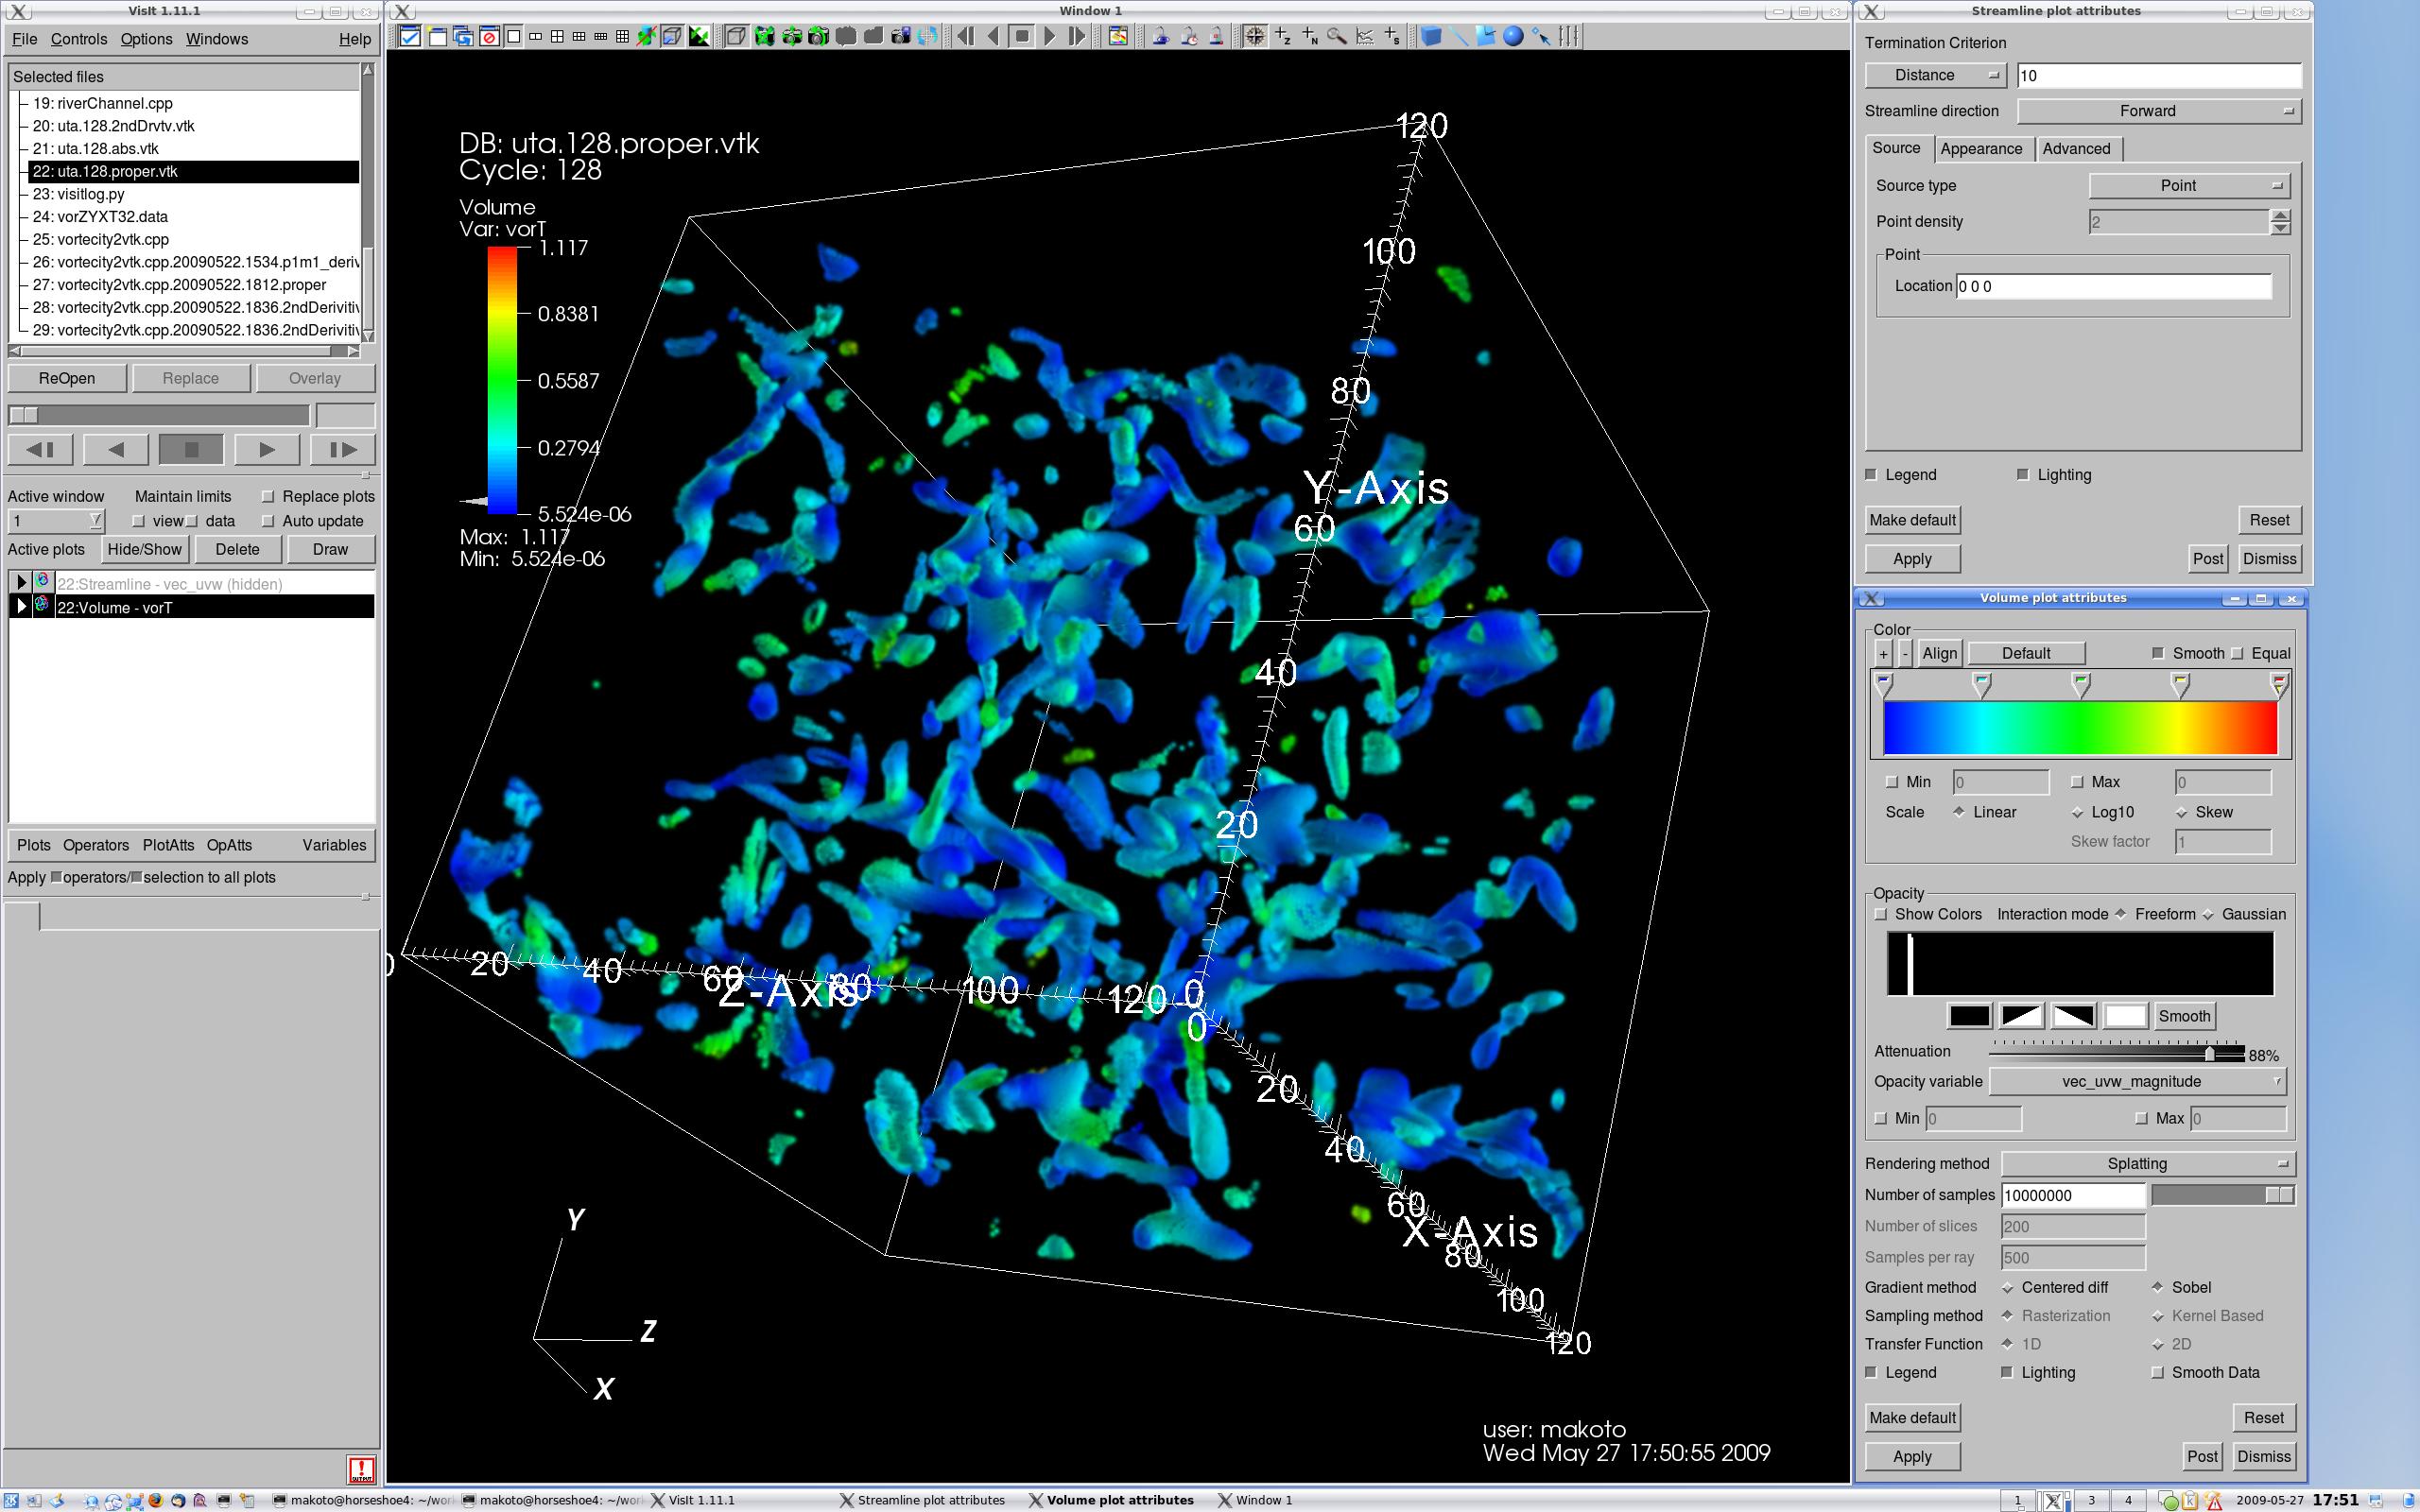 VisIt 1.11.1
File Controls Options Windows Help
Selected files
19: riverChannel.cpp
20: uta.128.2ndDrvtv.vtk
21: uta.128.abs.vtk
22: uta.128.proper.vtk
23: visitlog.py
24: vorZYXT32.data
25: vortecity2vtk.cpp
26: vortecity2vtk.cpp.20090522.1534.p1m1_deriv
27: vortecity2vtk.cpp.20090522.1812.proper
28: vortecity2vtk.cpp.20090522.1836.2ndDerivitiv
29: vortecity2vtk.cpp.20090522.1836.2ndDerivitiv
ReOpen Replace Overlay
Active window Maintain limits Replace plots
1 view data Auto update
Active plots Hide/Show Delete Draw
22:Streamline - vec_uvw (hidden)
22:Volume - vorT
Plots Operators PlotAtts OpAtts Variables
Apply operators/ selection to all plots
Window 1
DB: uta.128.proper.vtk
Cycle: 128
Volume
Var: vorT
1.117
0.8381
0.5587
0.2794
5.524e-06
Max: 1.117
Min: 5.524e-06
120
100
80
Y-Axis
60
40
20
0
0 20 40 60 80 100 120
Z-Axis
0
20
40
60
X-Axis
80
100
120
Y
Z
X
user: makoto
Wed May 27 17:50:55 2009
Streamline plot attributes
Termination Criterion
Distance 10
Streamline direction Forward
Source Appearance Advanced
Source type Point
Point density 2
Point
Location 0 0 0
Legend Lighting
Make default Reset
Apply Post Dismiss
Volume plot attributes
Color
+ - Align Default Smooth Equal
Min 0 Max 0
Scale Linear Log10 Skew
Skew factor 1
Opacity
Show Colors Interaction mode Freeform Gaussian
Smooth
Attenuation 88%
Opacity variable vec_uvw_magnitude
Min 0 Max 0
Rendering method Splatting
Number of samples 10000000
Number of slices 200
Samples per ray 500
Gradient method Centered diff Sobel
Sampling method Rasterization Kernel Based
Transfer Function 1D 2D
Legend Lighting Smooth Data
Make default Reset
Apply Post Dismiss
makoto@horseshoe4: ~/wor makoto@horseshoe4: ~/wor VisIt 1.11.1 Streamline plot attributes Volume plot attributes Window 1 1 3 4 2009-05-27 17:51